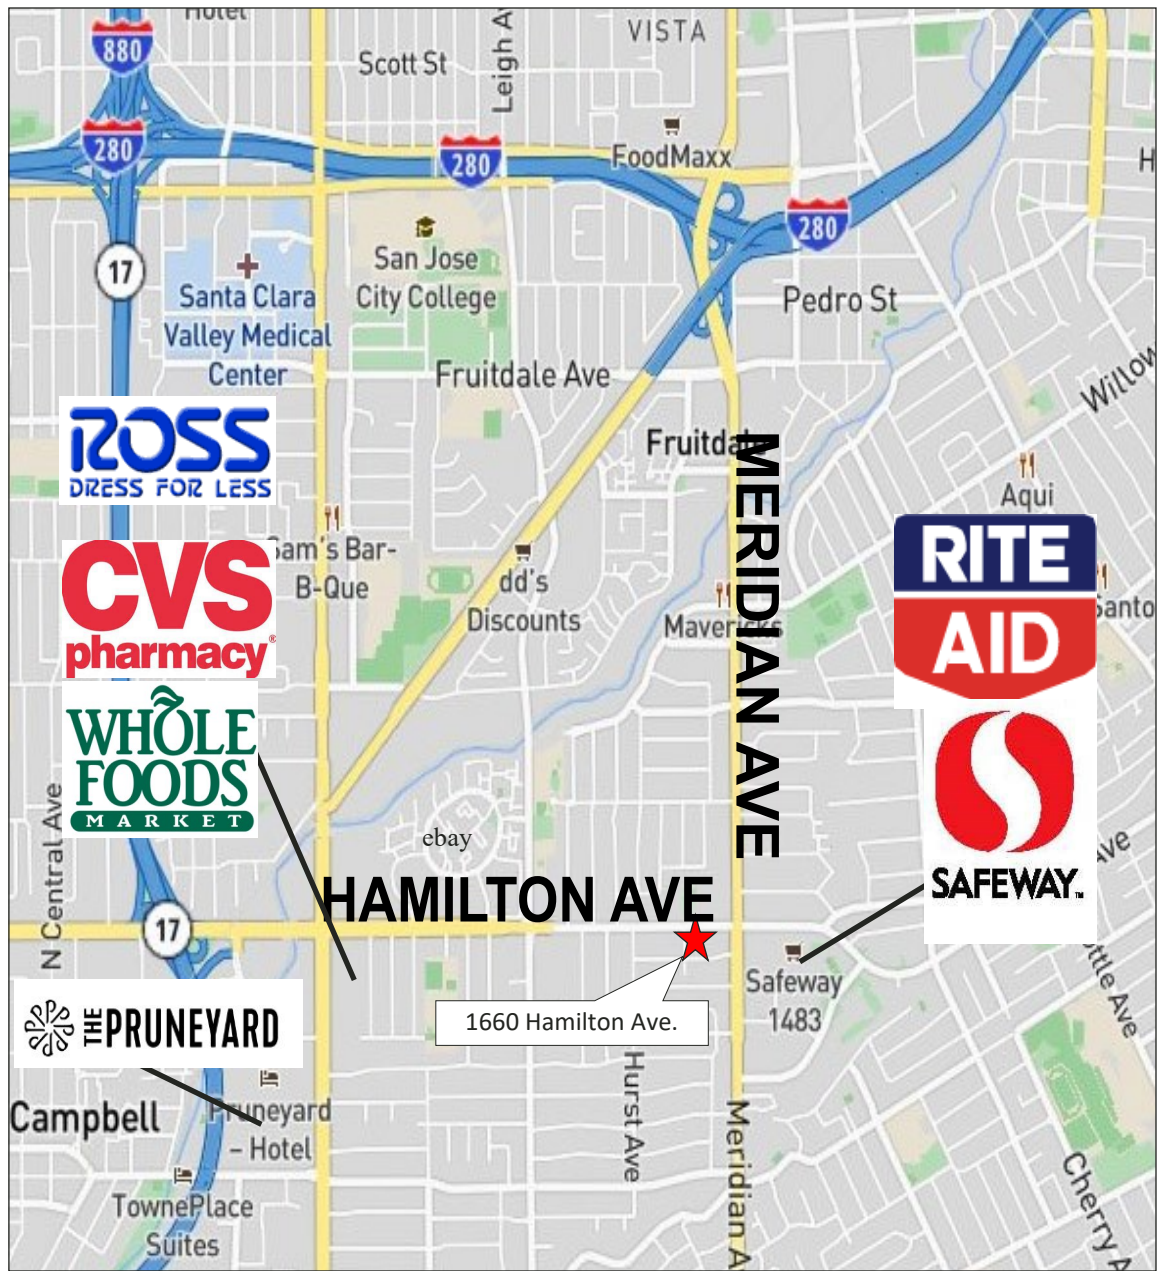 Hotel
880
Scott St
Leigh A
VISTA
280
280
FoodMaxx
H
280
17
San Jose
City College
Santa Clara
Valley Medical
Center
Pedro St
Fruitdale Ave
Willow
ROSS
DRESS FOR LESS
Fruitdale
MERIDIAN AVE
Aqui
Sam's Bar-
B-Que
CVS
pharmacy®
dd's
Discounts
Mavericks
RITE
AID
Santo
WHOLE
FOODS
MARKET
N Central Ave
ebay
SAFEWAY™
Ave
HAMILTON AVE
17
1660 Hamilton Ave.
Safeway
1483
ottle Ave
THE PRUNEYARD
Campbell
Pruneyard
– Hotel
Hurst Ave
Meridian A
Cherry A
TownePlace
Suites